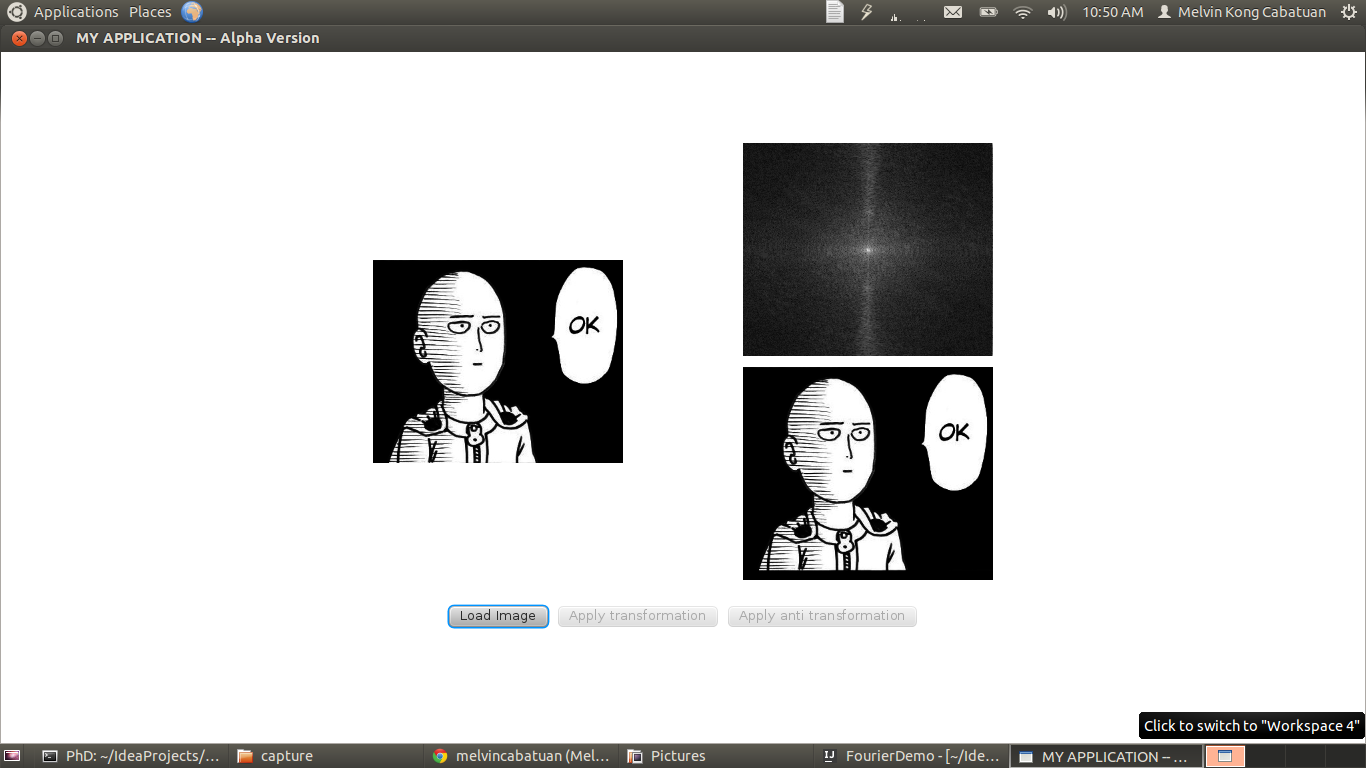 Applications Places 10:50 AM Melvin Kong Cabatuan
MY APPLICATION -- Alpha Version
OK
OK
Load Image Apply transformation Apply anti transformation
Click to switch to "Workspace 4"
PhD: ~/IdeaProjects/... capture melvincabatuan (Mel... Pictures FourierDemo - [~/Ide... MY APPLICATION -- ...